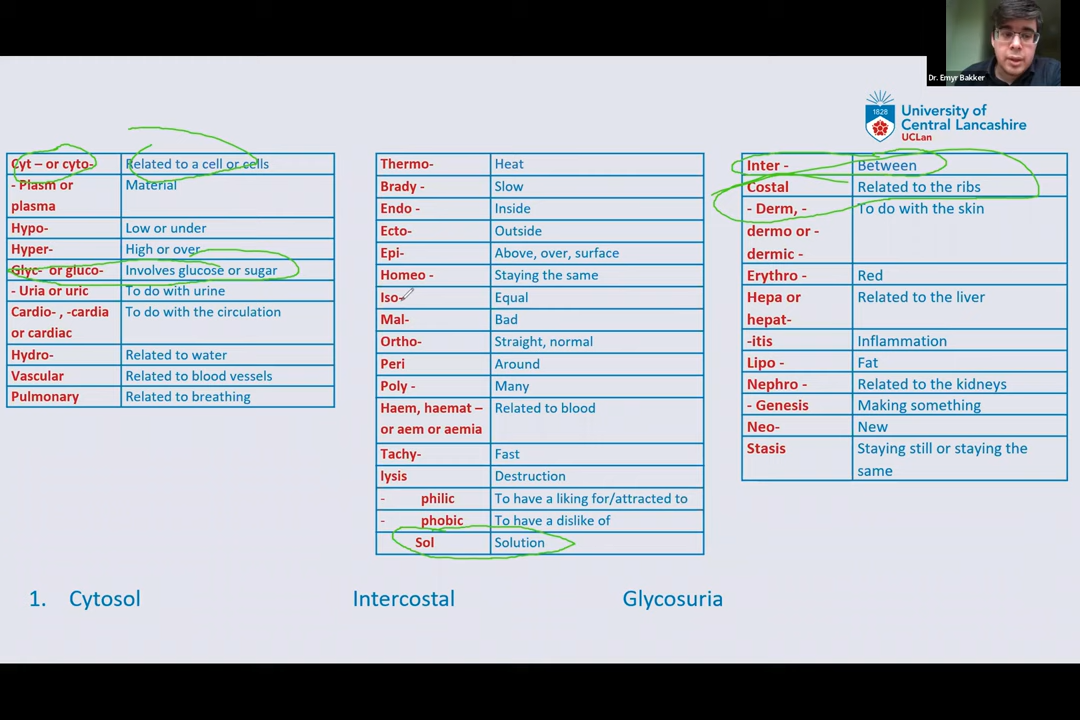 Dr. Emyr Bakker
1828
University of
Central Lancashire
UCLan
Cyt – or cyto- Related to a cell or cells
- Plasm or Material
plasma
Hypo- Low or under
Hyper- High or over
Glyc- or gluco- Involves glucose or sugar
- Uria or uric To do with urine
Cardio- , -cardia To do with the circulation
or cardiac
Hydro- Related to water
Vascular Related to blood vessels
Pulmonary Related to breathing
Thermo- Heat
Brady - Slow
Endo - Inside
Ecto- Outside
Epi- Above, over, surface
Homeo - Staying the same
Iso- Equal
Mal- Bad
Ortho- Straight, normal
Peri Around
Poly - Many
Haem, haemat – Related to blood
or aem or aemia
Tachy- Fast
lysis Destruction
- philic To have a liking for/attracted to
- phobic To have a dislike of
Sol Solution
Inter - Between
Costal Related to the ribs
- Derm, - To do with the skin
dermo or -
dermic -
Erythro - Red
Hepa or Related to the liver
hepat-
-itis Inflammation
Lipo - Fat
Nephro - Related to the kidneys
- Genesis Making something
Neo- New
Stasis Staying still or staying the
same
1. Cytosol Intercostal Glycosuria